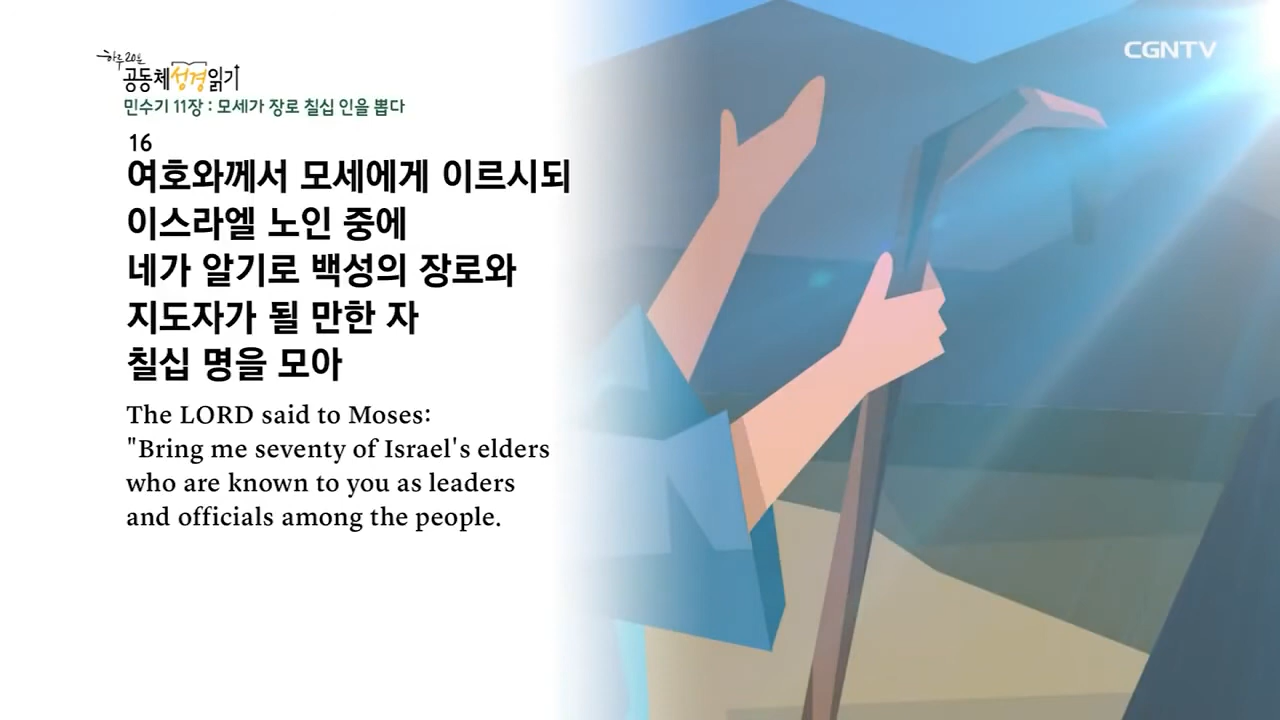 하루 20분
공동체성경읽기
CGNTV
민수기 11장 : 모세가 장로 칠십 인을 뽑다
16
여호와께서 모세에게 이르시되
이스라엘 노인 중에
네가 알기로 백성의 장로와
지도자가 될 만한 자
칠십 명을 모아
The LORD said to Moses:
"Bring me seventy of Israel's elders
who are known to you as leaders
and officials among the people.